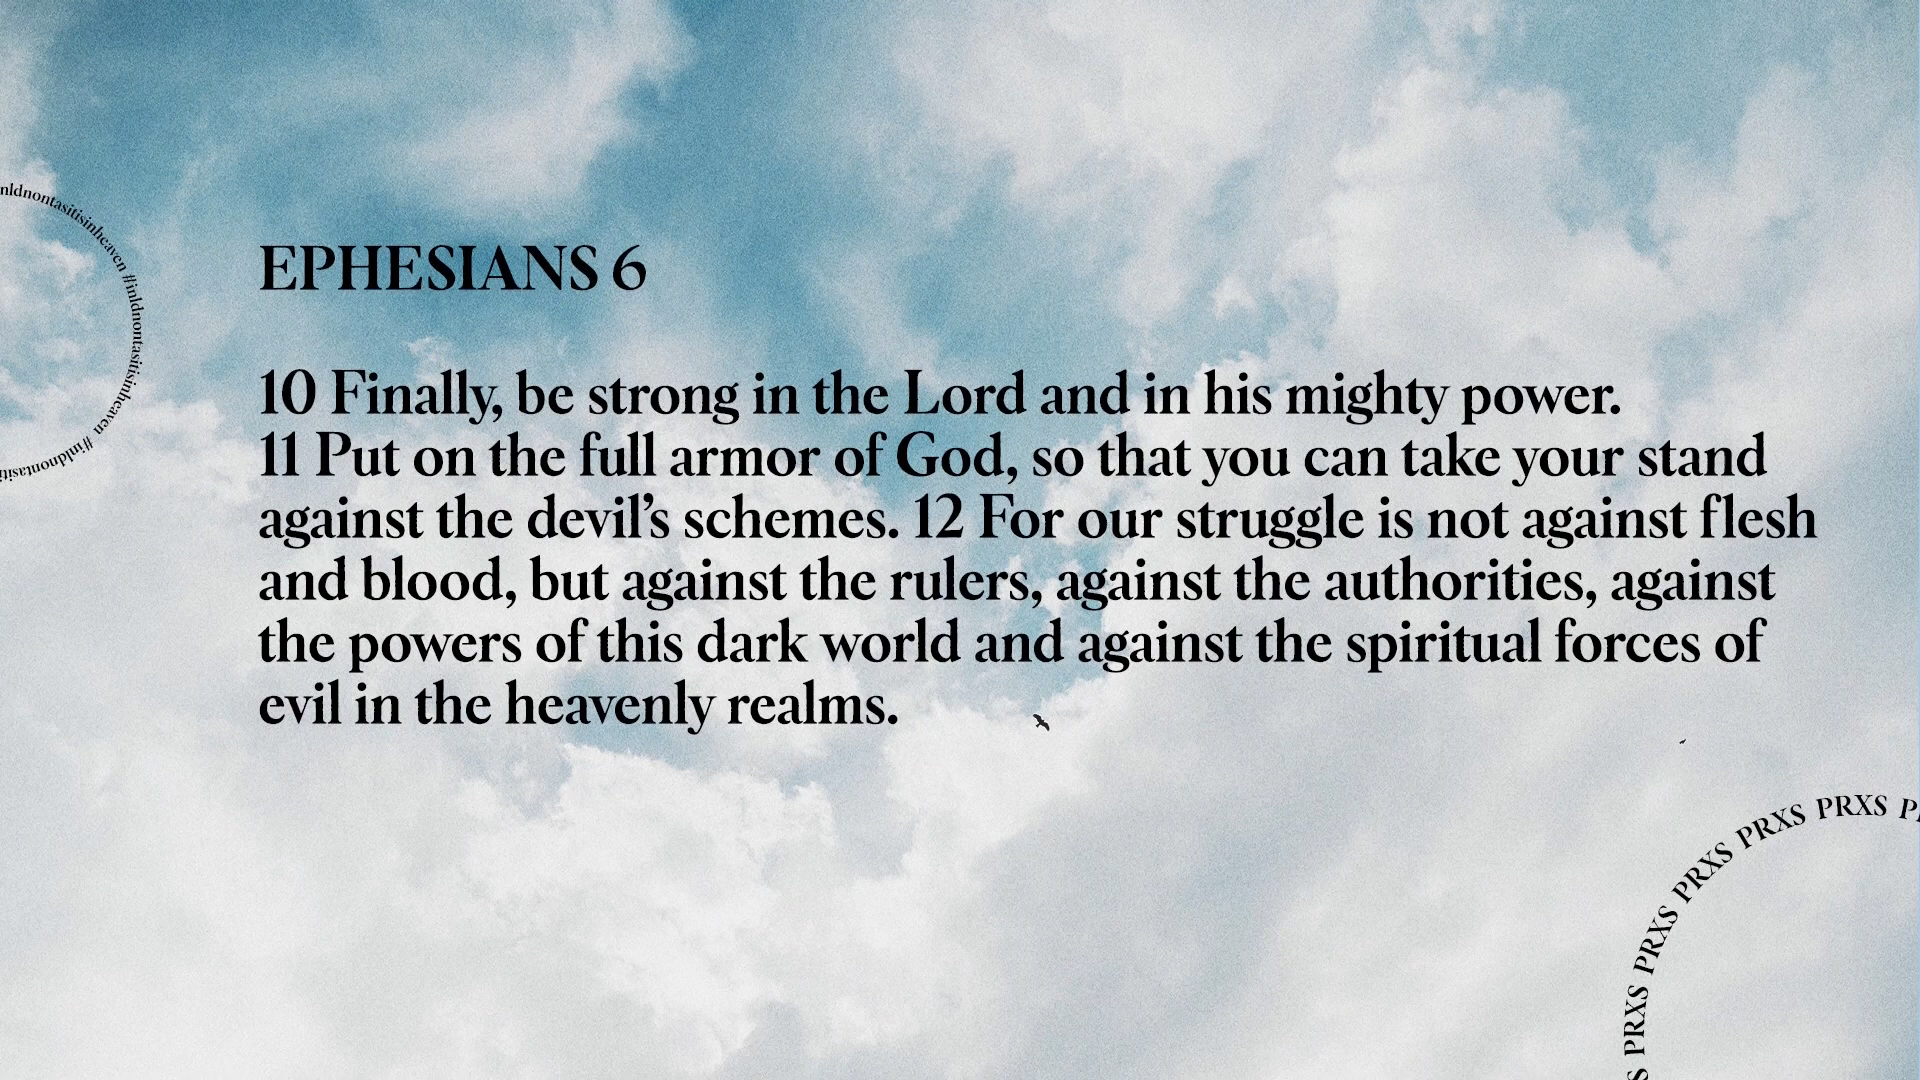 nldnontasitisinheaven #inldnontasitisinheaven #inldnontasiti
EPHESIANS 6
10 Finally, be strong in the Lord and in his mighty power.
11 Put on the full armor of God, so that you can take your stand
against the devil’s schemes. 12 For our struggle is not against flesh
and blood, but against the rulers, against the authorities, against
the powers of this dark world and against the spiritual forces of
evil in the heavenly realms.
S PRXS PRXS PRXS PRXS PRXS P